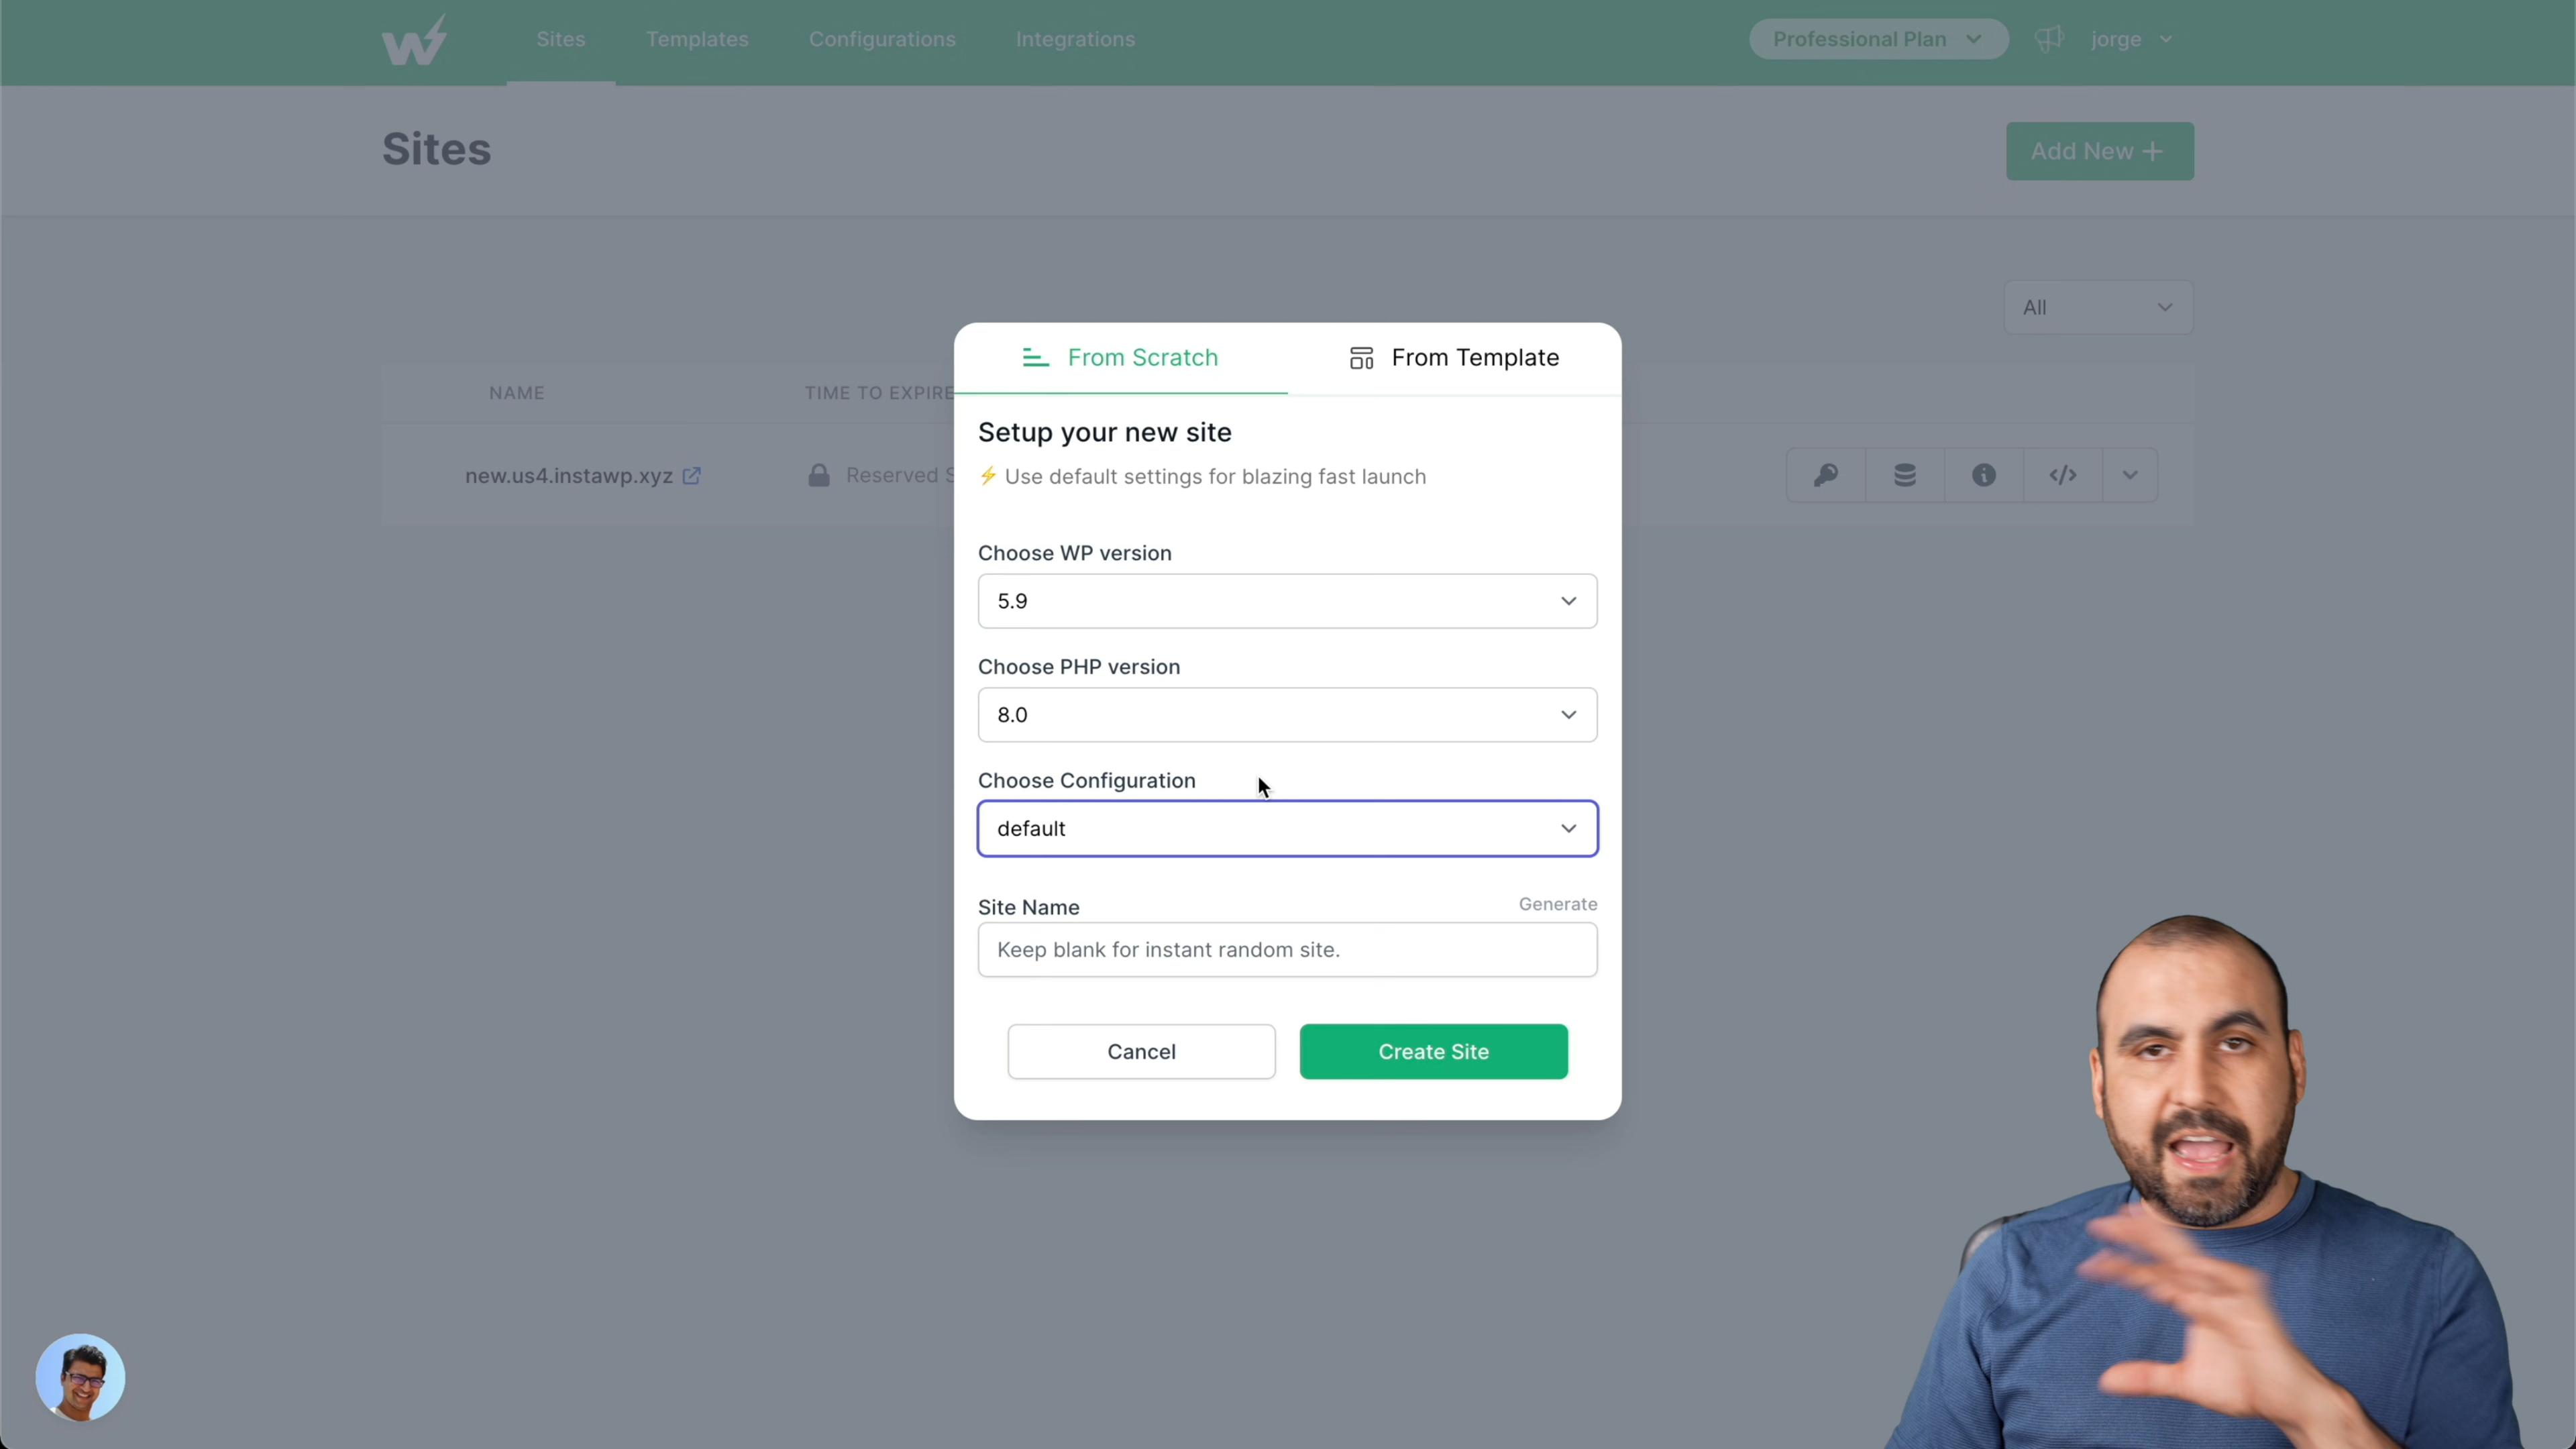 Sites Templates Configurations Integrations Professional Plan jorge
Sites Add New +
All
NAME TIME TO EXPIRE
new.us4.instawp.xyz Reserved S
From Scratch From Template
Setup your new site
⚡ Use default settings for blazing fast launch
Choose WP version
5.9
Choose PHP version
8.0
Choose Configuration
default
Site Name Generate
Keep blank for instant random site.
Cancel Create Site